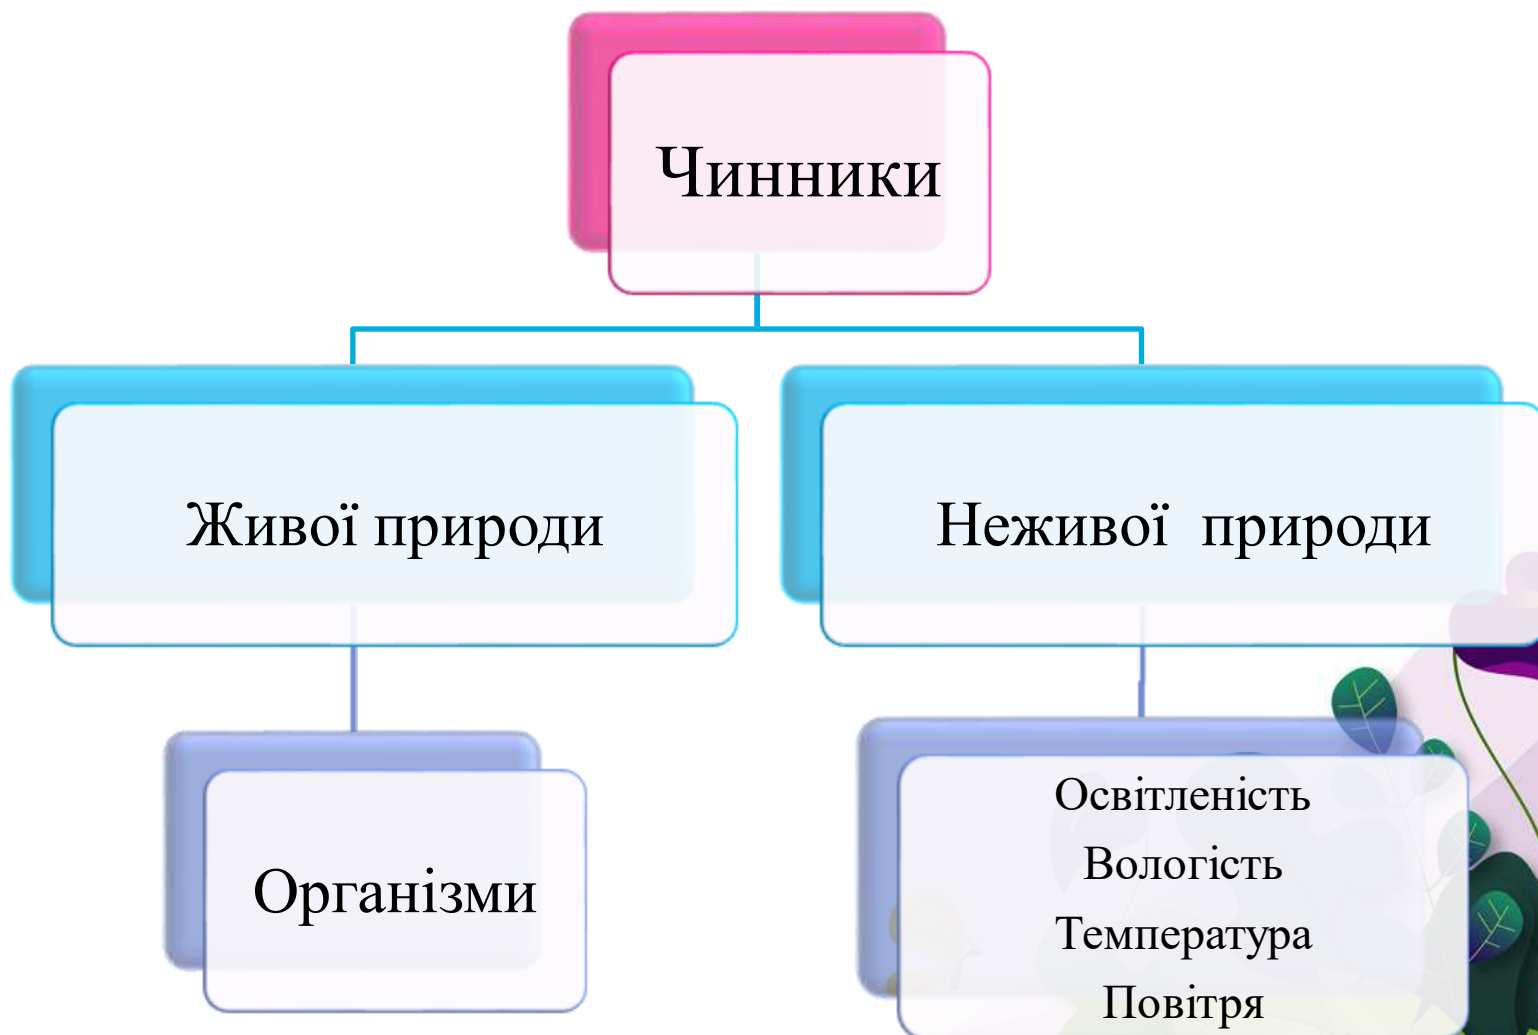 Чинники
Живої природи
Неживої природи
Організми
Освітленість
Вологість
Температура
Повітря